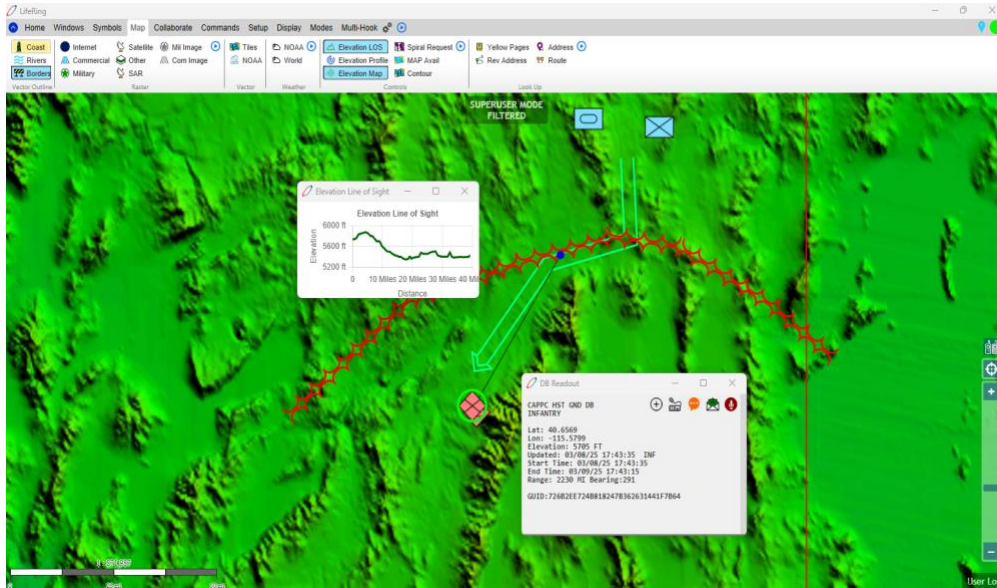 LifeRing
Home Windows Symbols Map Collaborate Commands Setup Display Modes Multi-Hook
Coast Internet Satellite Mil Image Tiles NOAA Elevation LOS Spiral Request Yellow Pages Address
Rivers Commercial Other Com Image NOAA World Elevation Profile MAP Avail Rev Address Route
Borders Military SAR Elevation Map Contour
Vector Outline Raster Vector Weather Controls Look Up
SUPERUSER MODE
FILTERED
Elevation Line of Sight
Elevation Line of Sight
6000 ft
5600 ft
5200 ft
Elevation
0 10 Miles 20 Miles 30 Miles 40 Mi
Distance
DB Readout
CAPPC HST GND DB
INFANTRY
Lat: 40.6569
Lon: -115.5799
Elevation: 5705 FT
Updated: 03/08/25 17:43:35 INF
Start Time: 03/08/25 17:43:35
End Time: 03/09/25 17:43:15
Range: 2230 MI Bearing:291
User Lo